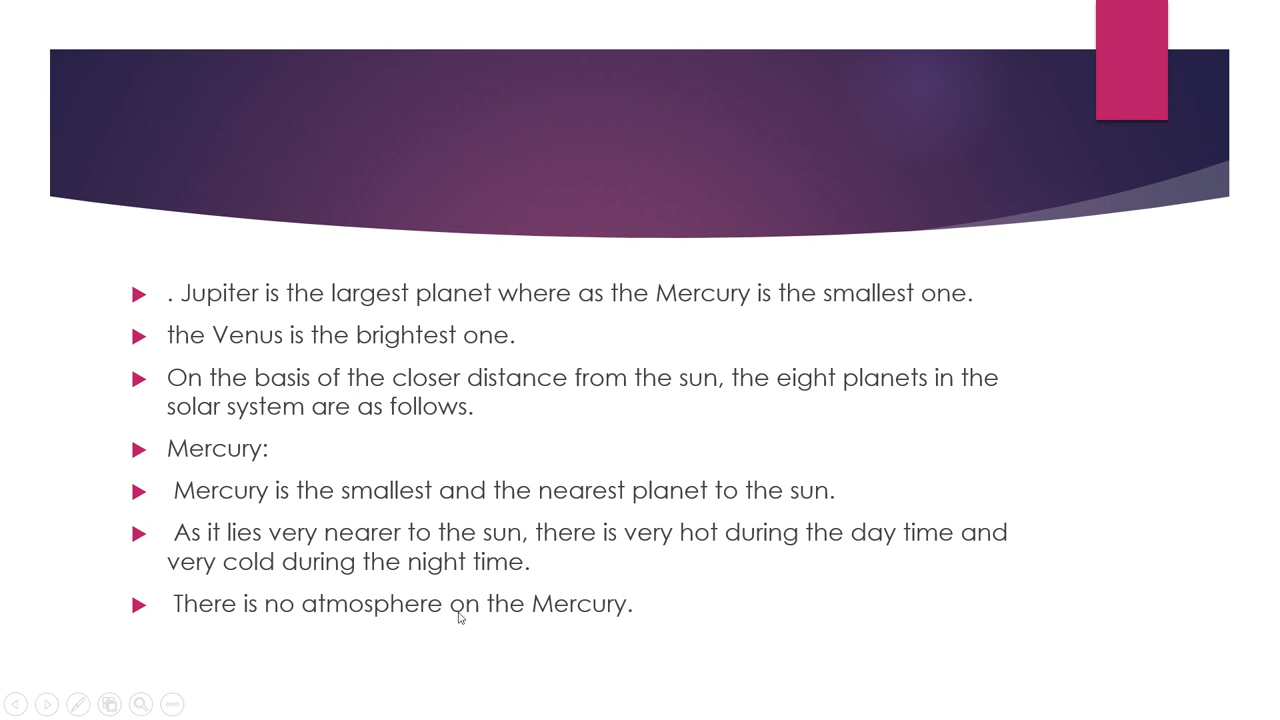 . Jupiter is the largest planet where as the Mercury is the smallest one.
the Venus is the brightest one.
On the basis of the closer distance from the sun, the eight planets in the
solar system are as follows.
Mercury:
Mercury is the smallest and the nearest planet to the sun.
As it lies very nearer to the sun, there is very hot during the day time and
very cold during the night time.
There is no atmosphere on the Mercury.